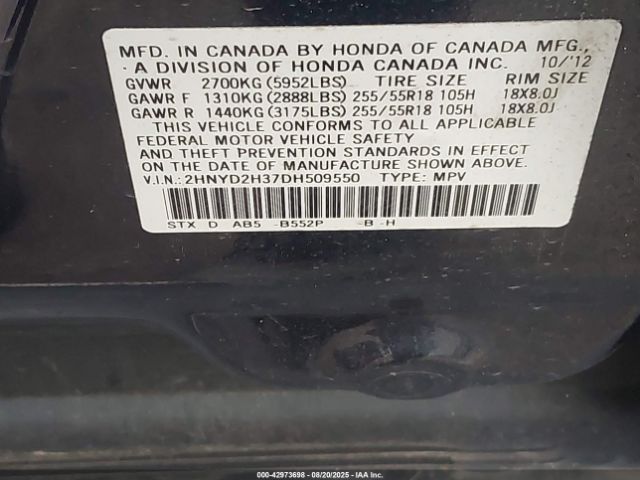 MFD. IN CANADA BY HONDA OF CANADA MFG.,
A DIVISION OF HONDA CANADA INC. 10/'12
GVWR 2700KG (5952LBS) TIRE SIZE RIM SIZE
GAWR F 1310KG (2888LBS) 255/55R18 105H 18X8.0J
GAWR R 1440KG (3175LBS) 255/55R18 105H 18X8.0J
THIS VEHICLE CONFORMS TO ALL APPLICABLE
FEDERAL MOTOR VEHICLE SAFETY
AND THEFT PREVENTION STANDARDS IN EFFECT
ON THE DATE OF MANUFACTURE SHOWN ABOVE.
V.I.N.: 2HNYD2H37DH509550 TYPE: MPV
STX D AB5 -B552P -B -H
000-42973698 - 08/20/2025 - IAA Inc.